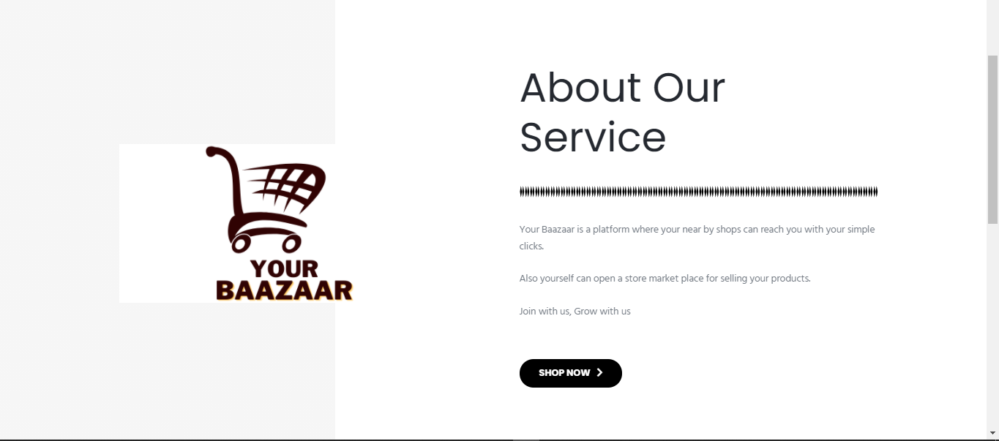 About Our
Service
YOUR
BAAZAAR
Your Baazaar is a platform where your near by shops can reach you with your simple
clicks.
Also yourself can open a store market place for selling your products.
Join with us, Grow with us
SHOP NOW